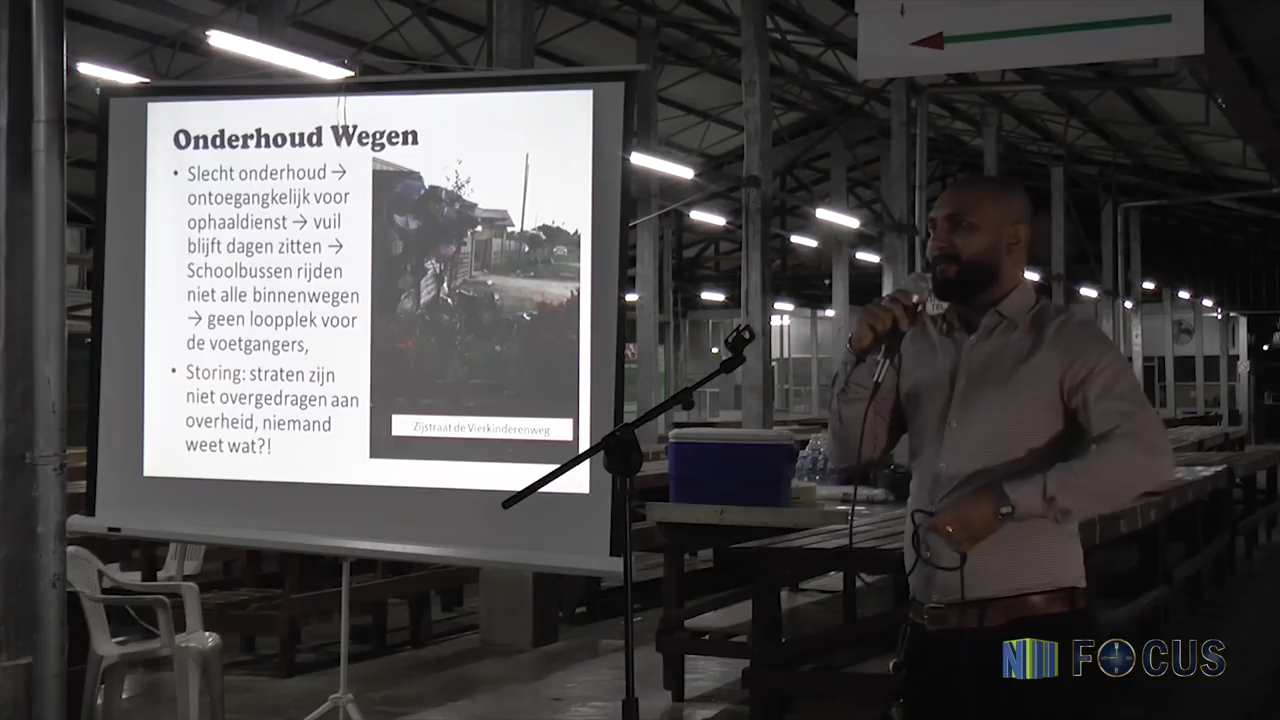 Onderhoud Wegen
• Slecht onderhoud →
ontoegangkelijk voor
ophaaldienst → vuil
blijft dagen zitten →
Schoolbussen rijden
niet alle binnenwegen
→ geen loopplek voor
de voetgangers,
• Storing: straten zijn
niet overgedragen aan
overheid, niemand
weet wat?!
Zijstraat de Vierkinderenweg
FOCUS